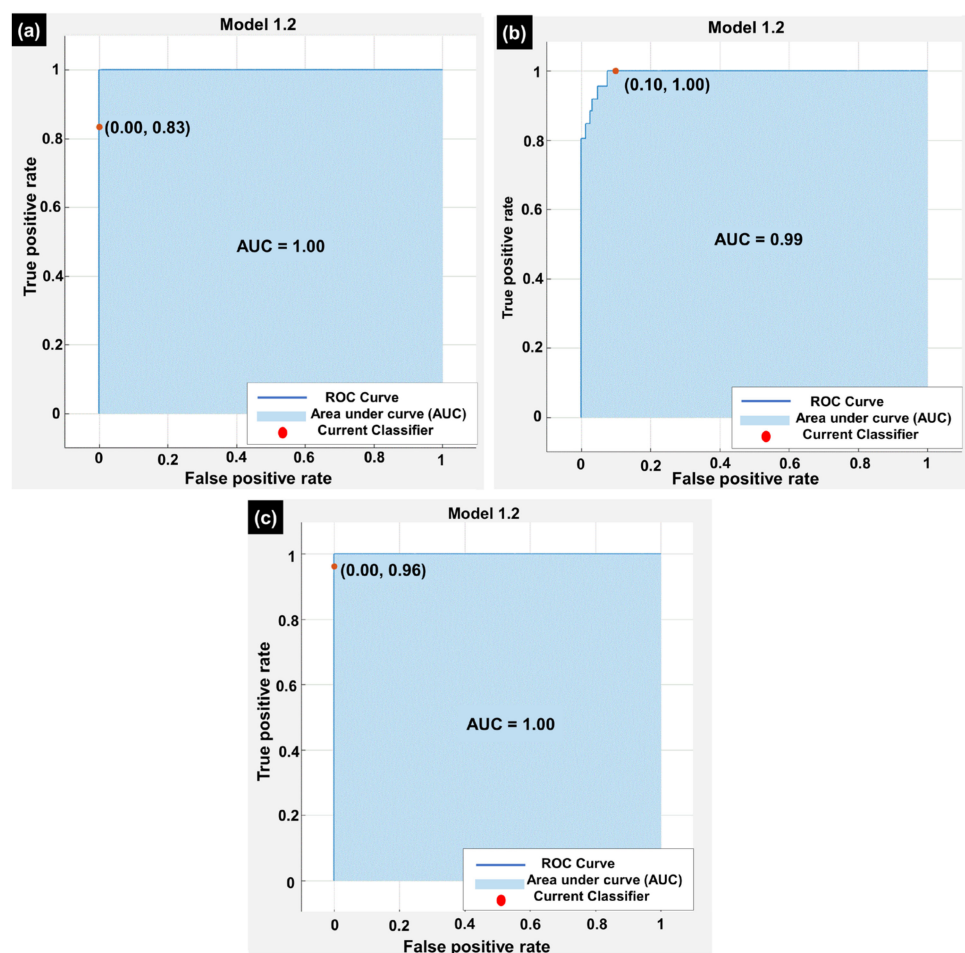 (a)
Model 1.2
True positive rate
1
0.8
0.6
0.4
0.2
0
(0.00, 0.83)
AUC = 1.00
ROC Curve
Area under curve (AUC)
Current Classifier
0 0.2 0.4 0.6 0.8 1
False positive rate
(b)
Model 1.2
True positive rate
1
0.8
0.6
0.4
0.2
0
(0.10, 1.00)
AUC = 0.99
ROC Curve
Area under curve (AUC)
Current Classifier
0 0.2 0.4 0.6 0.8 1
False positive rate
(c)
Model 1.2
True positive rate
1
0.8
0.6
0.4
0.2
0
(0.00, 0.96)
AUC = 1.00
ROC Curve
Area under curve (AUC)
Current Classifier
0 0.2 0.4 0.6 0.8 1
False positive rate